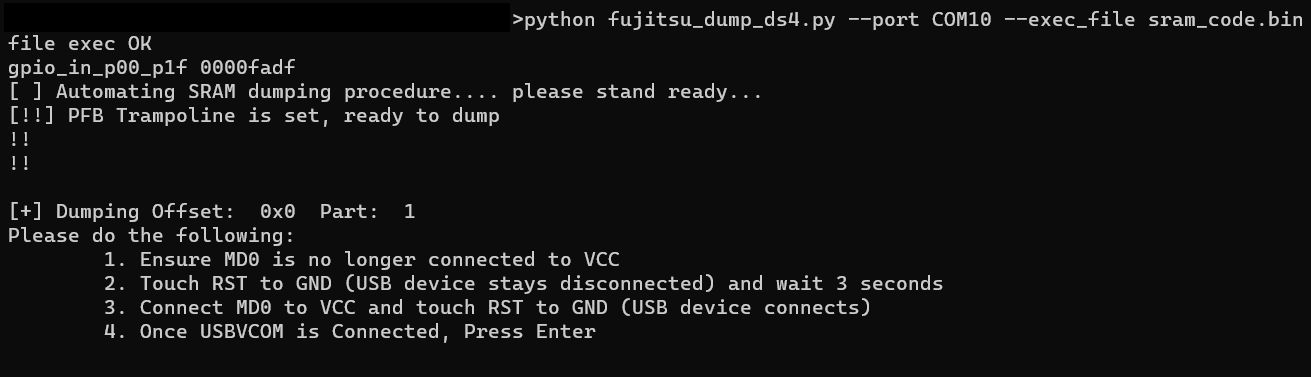 >python fujitsu_dump_ds4.py --port COM10 --exec_file sram_code.bin
file exec OK
gpio_in_p00_p1f 0000fadf
[ ] Automating SRAM dumping procedure.... please stand ready...
[!!] PFB Trampoline is set, ready to dump
!!
!!
[+] Dumping Offset:  0x0  Part:  1
Please do the following:
        1. Ensure MD0 is no longer connected to VCC
        2. Touch RST to GND (USB device stays disconnected) and wait 3 seconds
        3. Connect MD0 to VCC and touch RST to GND (USB device connects)
        4. Once USBVCOM is Connected, Press Enter